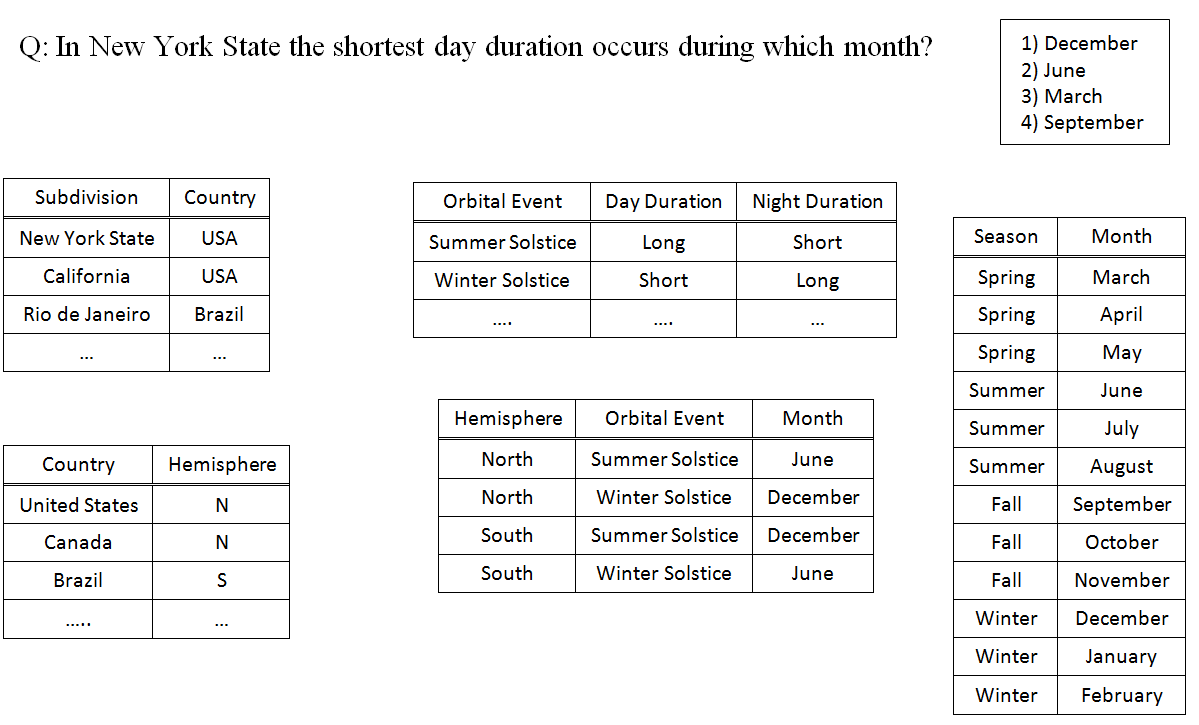 Q: In New York State the shortest day duration occurs during which month?
1) December
2) June
3) March
4) September
Subdivision Country
New York State USA
California USA
Rio de Janeiro Brazil
... ...
Country Hemisphere
United States N
Canada N
Brazil S
..... ...
Orbital Event Day Duration Night Duration
Summer Solstice Long Short
Winter Solstice Short Long
.... .... ...
Hemisphere Orbital Event Month
North Summer Solstice June
North Winter Solstice December
South Summer Solstice December
South Winter Solstice June
Season Month
Spring March
Spring April
Spring May
Summer June
Summer July
Summer August
Fall September
Fall October
Fall November
Winter December
Winter January
Winter February